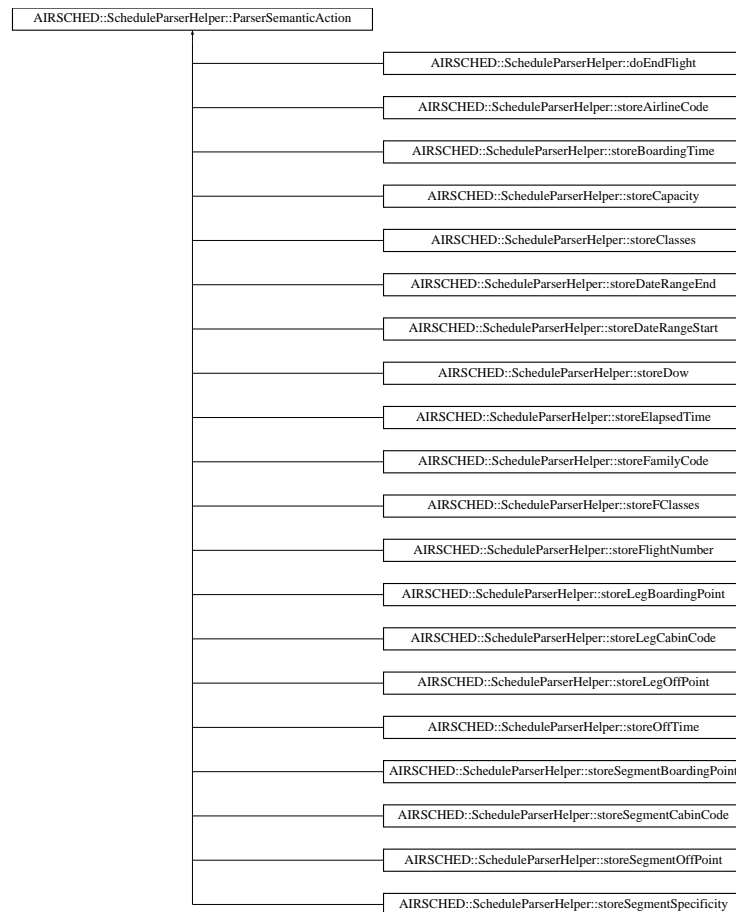 AIRSCHED::ScheduleParserHelper::ParserSemanticAction
AIRSCHED::ScheduleParserHelper::doEndFlight
AIRSCHED::ScheduleParserHelper::storeAirlineCode
AIRSCHED::ScheduleParserHelper::storeBoardingTime
AIRSCHED::ScheduleParserHelper::storeCapacity
AIRSCHED::ScheduleParserHelper::storeClasses
AIRSCHED::ScheduleParserHelper::storeDateRangeEnd
AIRSCHED::ScheduleParserHelper::storeDateRangeStart
AIRSCHED::ScheduleParserHelper::storeDow
AIRSCHED::ScheduleParserHelper::storeElapsedTime
AIRSCHED::ScheduleParserHelper::storeFamilyCode
AIRSCHED::ScheduleParserHelper::storeFClasses
AIRSCHED::ScheduleParserHelper::storeFlightNumber
AIRSCHED::ScheduleParserHelper::storeLegBoardingPoint
AIRSCHED::ScheduleParserHelper::storeLegCabinCode
AIRSCHED::ScheduleParserHelper::storeLegOffPoint
AIRSCHED::ScheduleParserHelper::storeOffTime
AIRSCHED::ScheduleParserHelper::storeSegmentBoardingPoint
AIRSCHED::ScheduleParserHelper::storeSegmentCabinCode
AIRSCHED::ScheduleParserHelper::storeSegmentOffPoint
AIRSCHED::ScheduleParserHelper::storeSegmentSpecificity